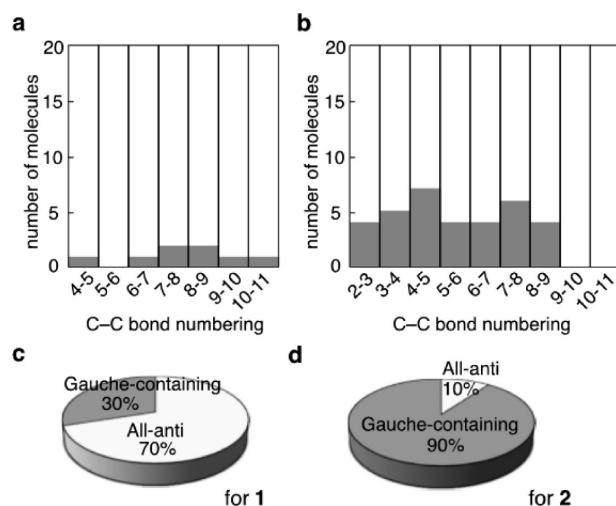 a
20
15
10
5
0
number of molecules
4-5
5-6
6-7
7-8
8-9
9-10
10-11
C–C bond numbering
b
20
15
10
5
0
number of molecules
2-3
3-4
4-5
5-6
6-7
7-8
8-9
9-10
10-11
C–C bond numbering
c
Gauche-containing
30%
All-anti
70%
for 1
d
All-anti
10%
Gauche-containing
90%
for 2